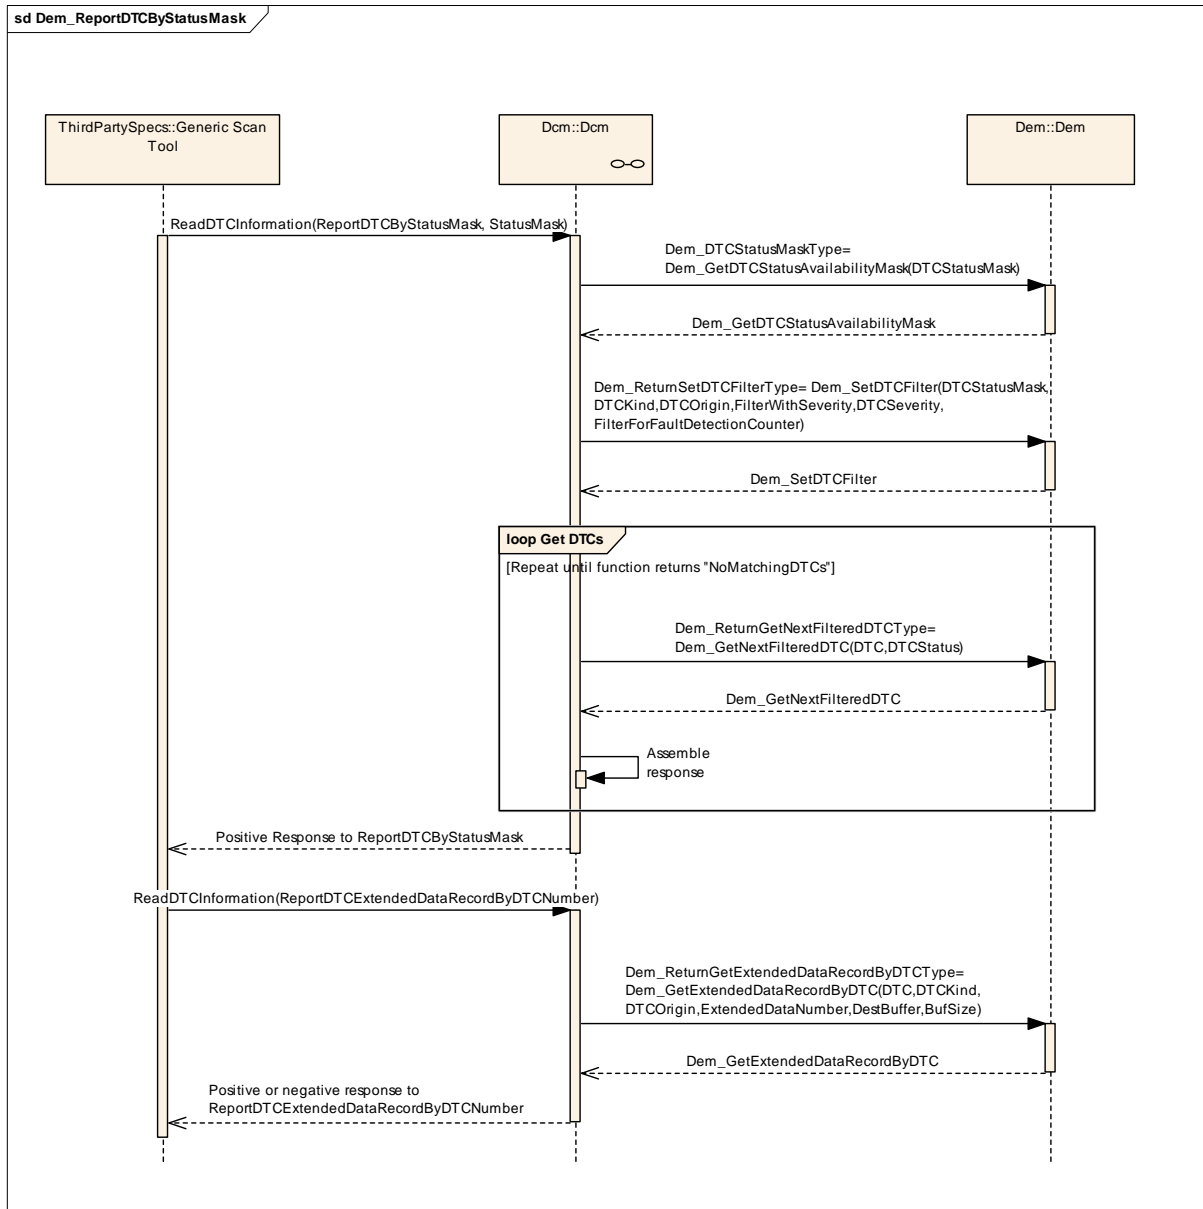 sd Dem_ReportDTCByStatusMask
ThirdPartySpecs::Generic Scan
Tool
Dcm::Dcm
Dem::Dem
ReadDTCInformation(ReportDTCByStatusMask, StatusMask)
Dem_DTCStatusMaskType=
Dem_GetDTCStatusAvailabilityMask(DTCStatusMask)
Dem_GetDTCStatusAvailabilityMask
Dem_ReturnSetDTCFilterType= Dem_SetDTCFilter(DTCStatusMask,
DTCKind,DTCOrigin,FilterWithSeverity,DTCSeverity,
FilterForFaultDetectionCounter)
Dem_SetDTCFilter
loop Get DTCs
[Repeat until function returns "NoMatchingDTCs"]
Dem_ReturnGetNextFilteredDTCType=
Dem_GetNextFilteredDTC(DTC,DTCStatus)
Dem_GetNextFilteredDTC
Assemble
response
Positive Response to ReportDTCByStatusMask
ReadDTCInformation(ReportDTCExtendedDataRecordByDTCNumber)
Dem_ReturnGetExtendedDataRecordByDTCType=
Dem_GetExtendedDataRecordByDTC(DTC,DTCKind,
DTCOrigin,ExtendedDataNumber,DestBuffer,BufSize)
Dem_GetExtendedDataRecordByDTC
Positive or negative response to
ReportDTCExtendedDataRecordByDTCNumber